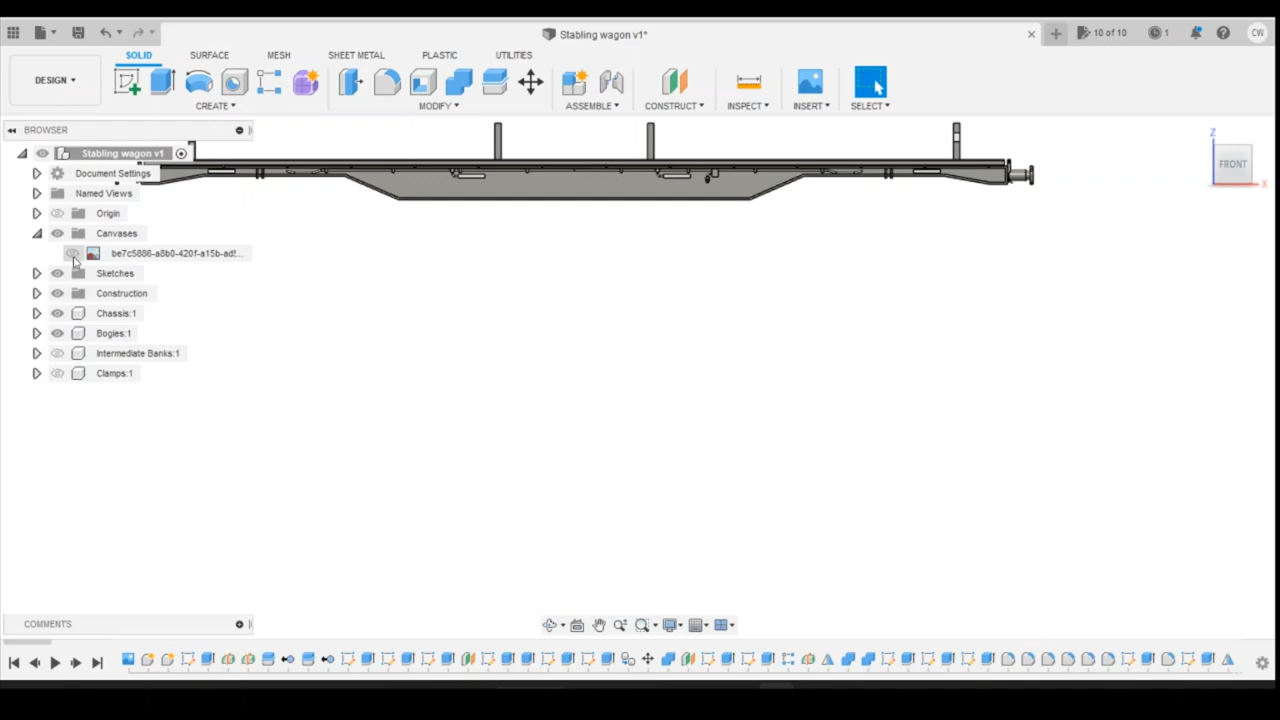 Stabling wagon v1*
10 of 10
1
CW
SOLID
SURFACE
MESH
SHEET METAL
PLASTIC
UTILITIES
DESIGN
CREATE
MODIFY
ASSEMBLE
CONSTRUCT
INSPECT
INSERT
SELECT
BROWSER
Stabling wagon v1
Document Settings
Named Views
Origin
Canvases
be7c5886-a8b0-420f-a15b-ad!...
Sketches
Construction
Chassis:1
Bogies:1
Intermediate Banks:1
Clamps:1
Z
FRONT
X
COMMENTS